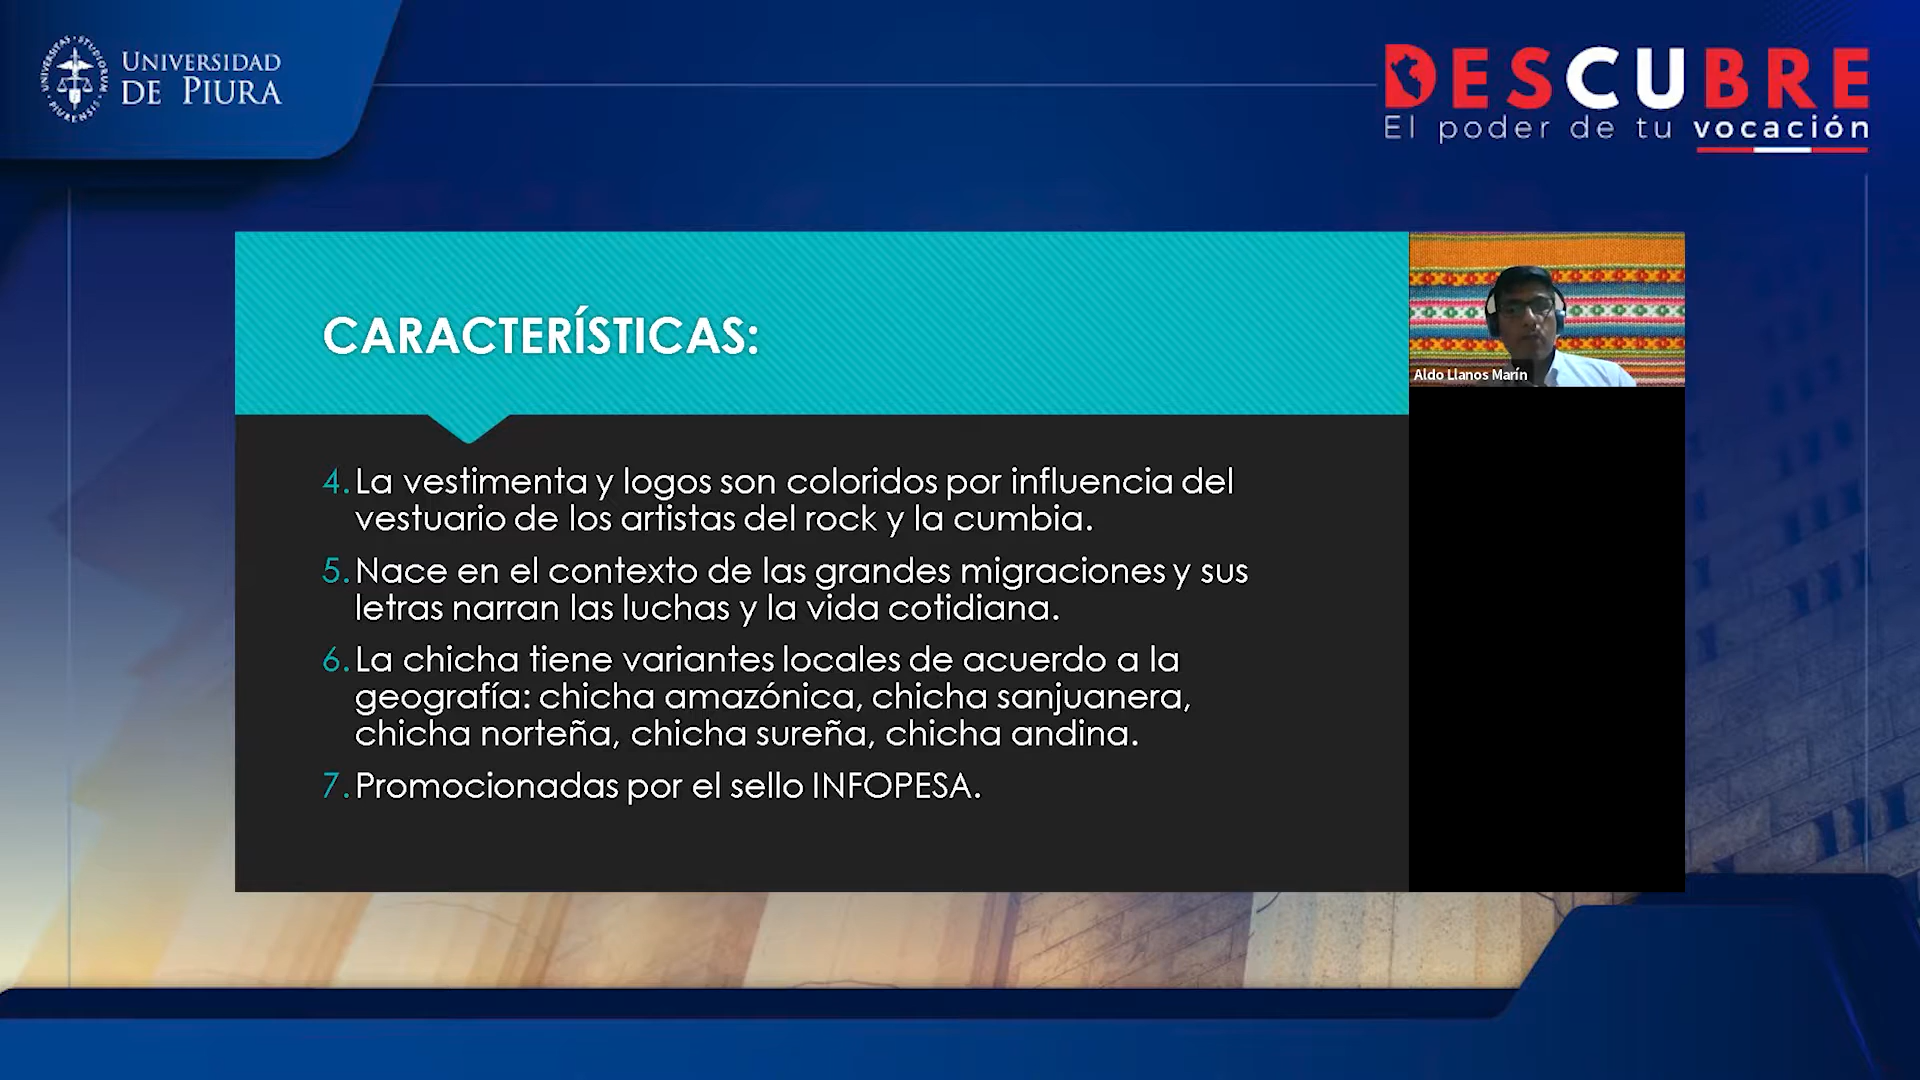 UNIVERSITAS · STUDIORUM · PIURENSIS
UNIVERSIDAD
DE PIURA
DESCUBRE
El poder de tu vocación
CARACTERÍSTICAS:
Aldo Llanos Marín
4. La vestimenta y logos son coloridos por influencia del
vestuario de los artistas del rock y la cumbia.
5. Nace en el contexto de las grandes migraciones y sus
letras narran las luchas y la vida cotidiana.
6. La chicha tiene variantes locales de acuerdo a la
geografía: chicha amazónica, chicha sanjuanera,
chicha norteña, chicha sureña, chicha andina.
7. Promocionadas por el sello INFOPESA.